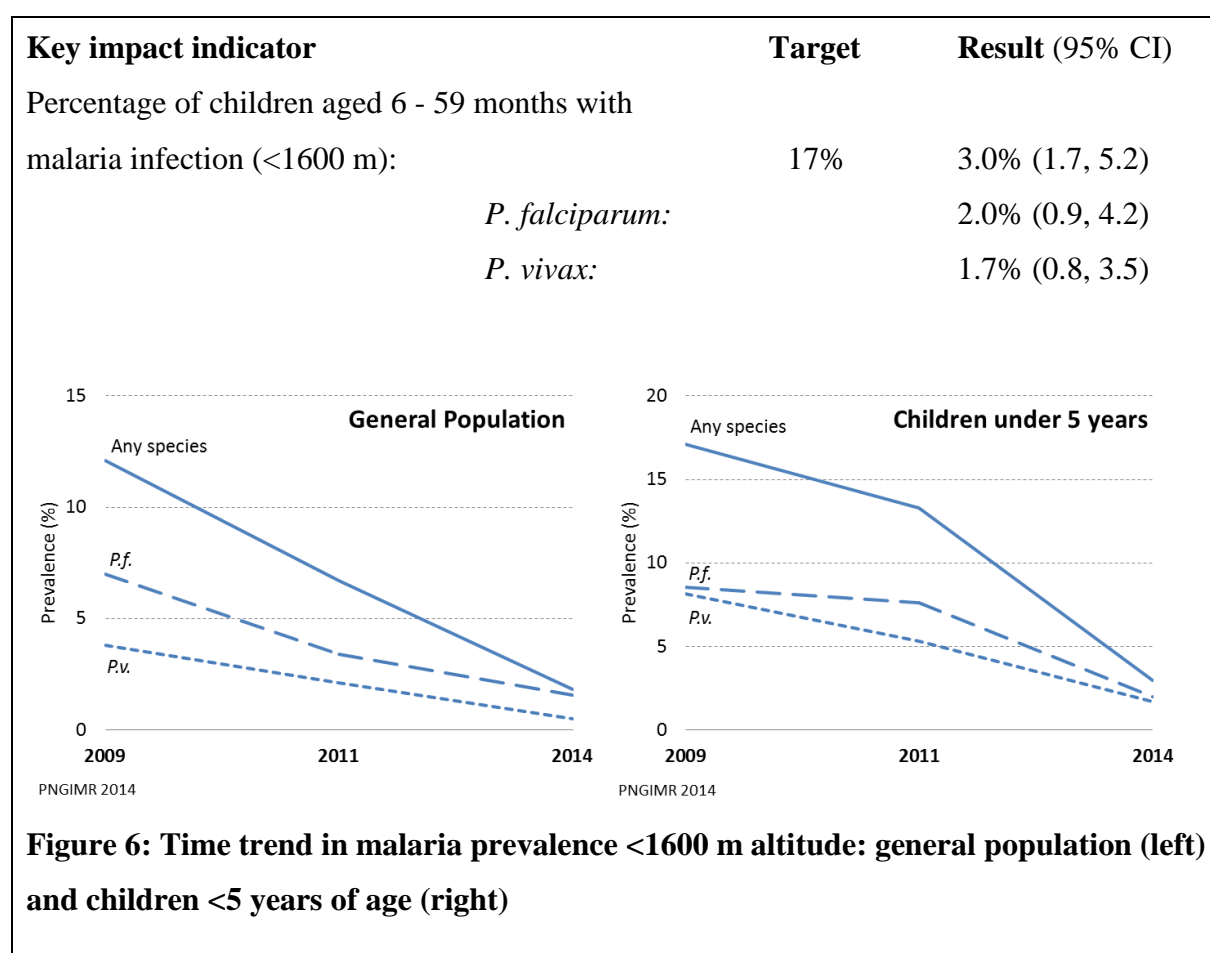 Key impact indicator Target Result (95% CI)
Percentage of children aged 6 - 59 months with
malaria infection (<1600 m): 17% 3.0% (1.7, 5.2)
P. falciparum: 2.0% (0.9, 4.2)
P. vivax: 1.7% (0.8, 3.5)
15
General Population
Any species
10
Prevalence (%)
P.f.
5
P.v.
0
2009 2011 2014
PNGIMR 2014
20
Children under 5 years
Any species
15
Prevalence (%)
10
P.f.
P.v.
5
0
2009 2011 2014
PNGIMR 2014
Figure 6: Time trend in malaria prevalence <1600 m altitude: general population (left)
and children <5 years of age (right)